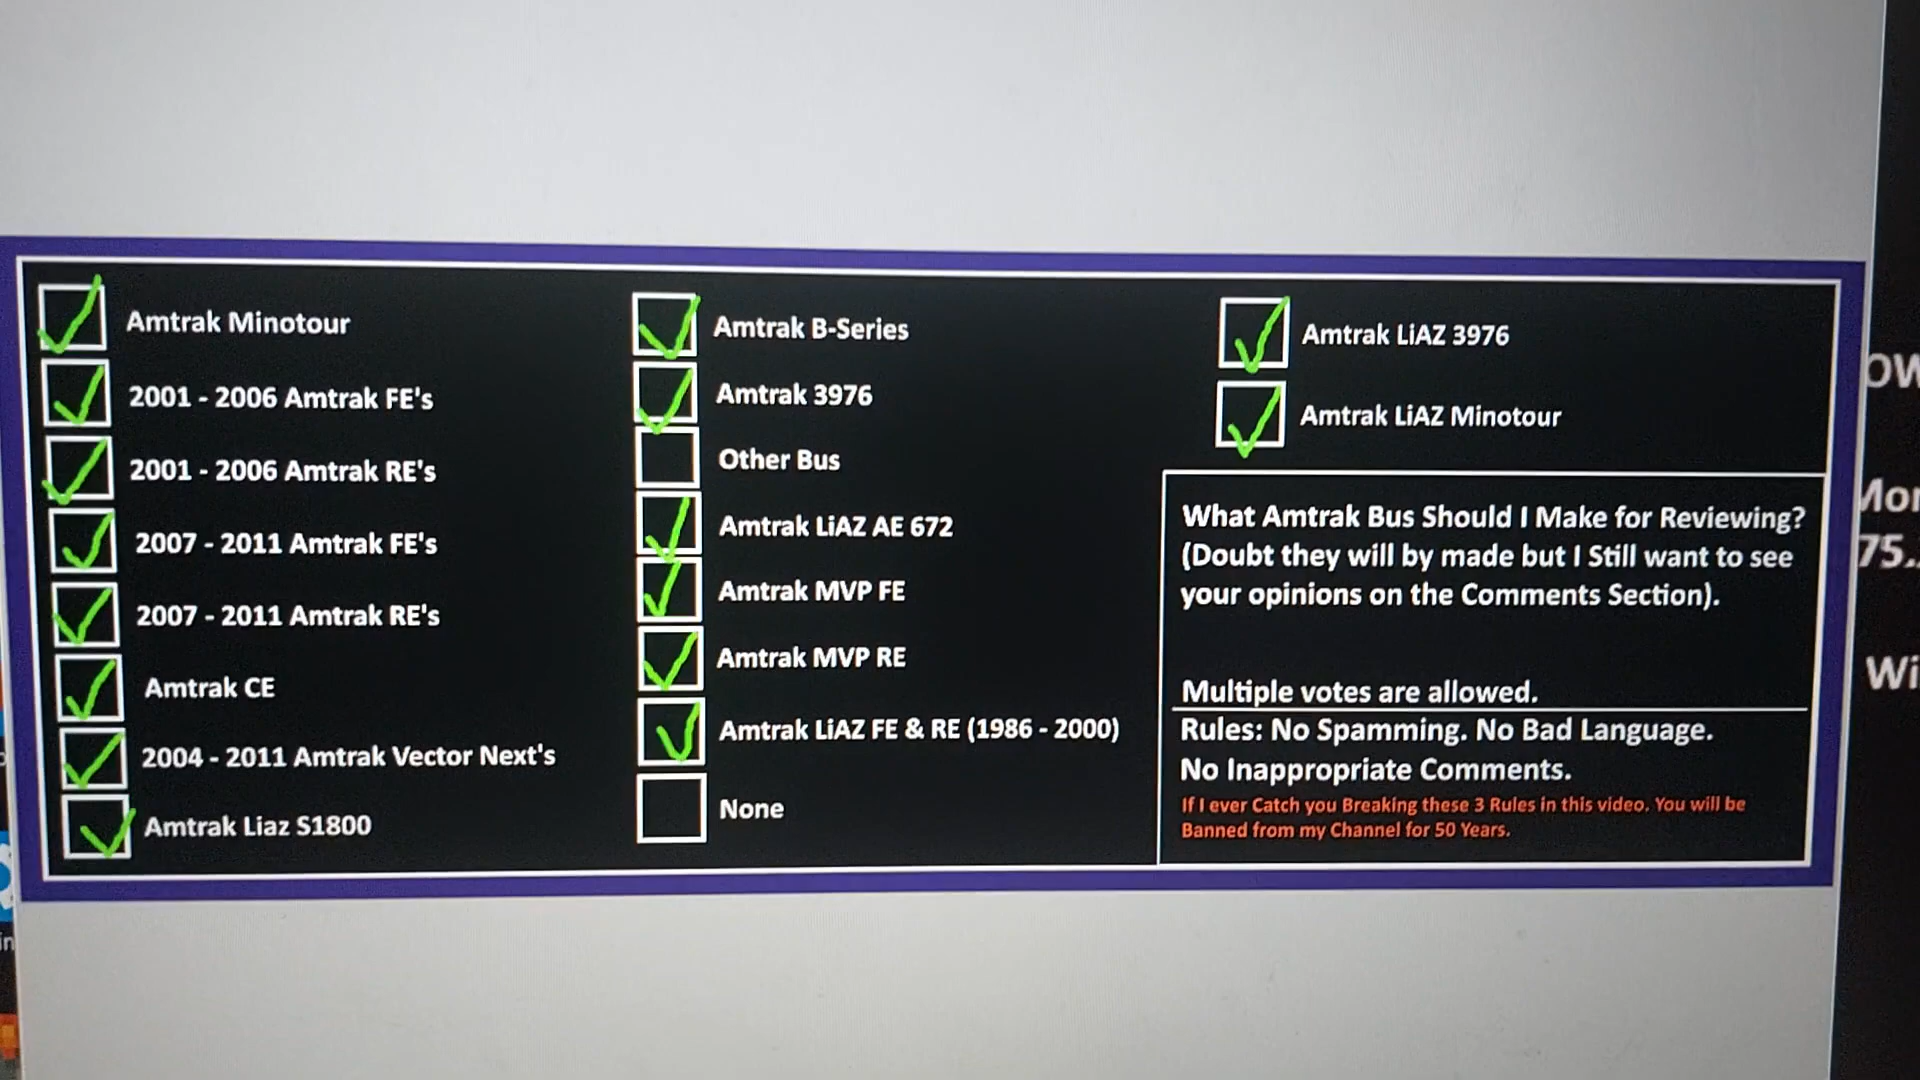 Amtrak Minotour
2001 - 2006 Amtrak FE's
2001 - 2006 Amtrak RE's
2007 - 2011 Amtrak FE's
2007 - 2011 Amtrak RE's
Amtrak CE
2004 - 2011 Amtrak Vector Next's
Amtrak Liaz S1800
Amtrak B-Series
Amtrak 3976
Other Bus
Amtrak LiAZ AE 672
Amtrak MVP FE
Amtrak MVP RE
Amtrak LiAZ FE & RE (1986 - 2000)
None
Amtrak LiAZ 3976
Amtrak LiAZ Minotour
What Amtrak Bus Should I Make for Reviewing?
(Doubt they will by made but I Still want to see
your opinions on the Comments Section).
Multiple votes are allowed.
Rules: No Spamming. No Bad Language.
No Inappropriate Comments.
If I ever Catch you Breaking these 3 Rules in this video. You will be
Banned from my Channel for 50 Years.
Wi